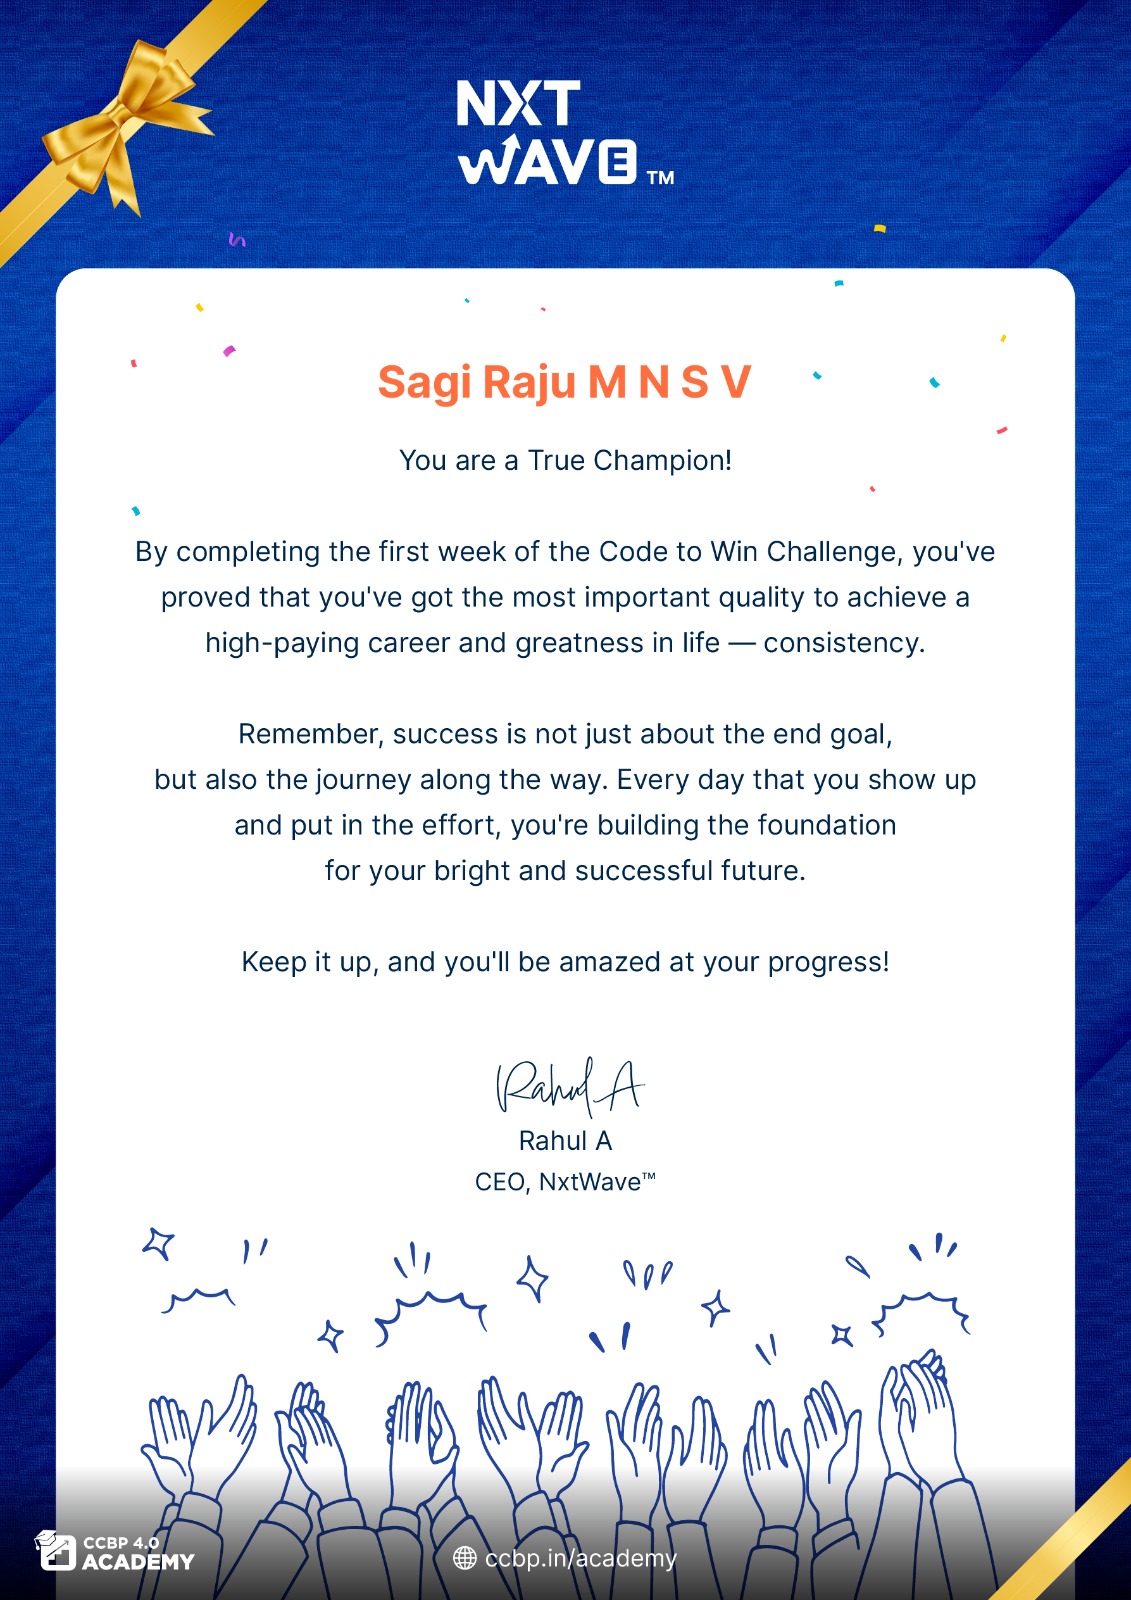 NXT
WAVE TM
Sagi Raju M N S V
You are a True Champion!
By completing the first week of the Code to Win Challenge, you've
proved that you've got the most important quality to achieve a
high-paying career and greatness in life — consistency.
Remember, success is not just about the end goal,
but also the journey along the way. Every day that you show up
and put in the effort, you're building the foundation
for your bright and successful future.
Keep it up, and you'll be amazed at your progress!
Rahul A
Rahul A
CEO, NxtWave™
CCBP 4.0
ACADEMY
ccbp.in/academy